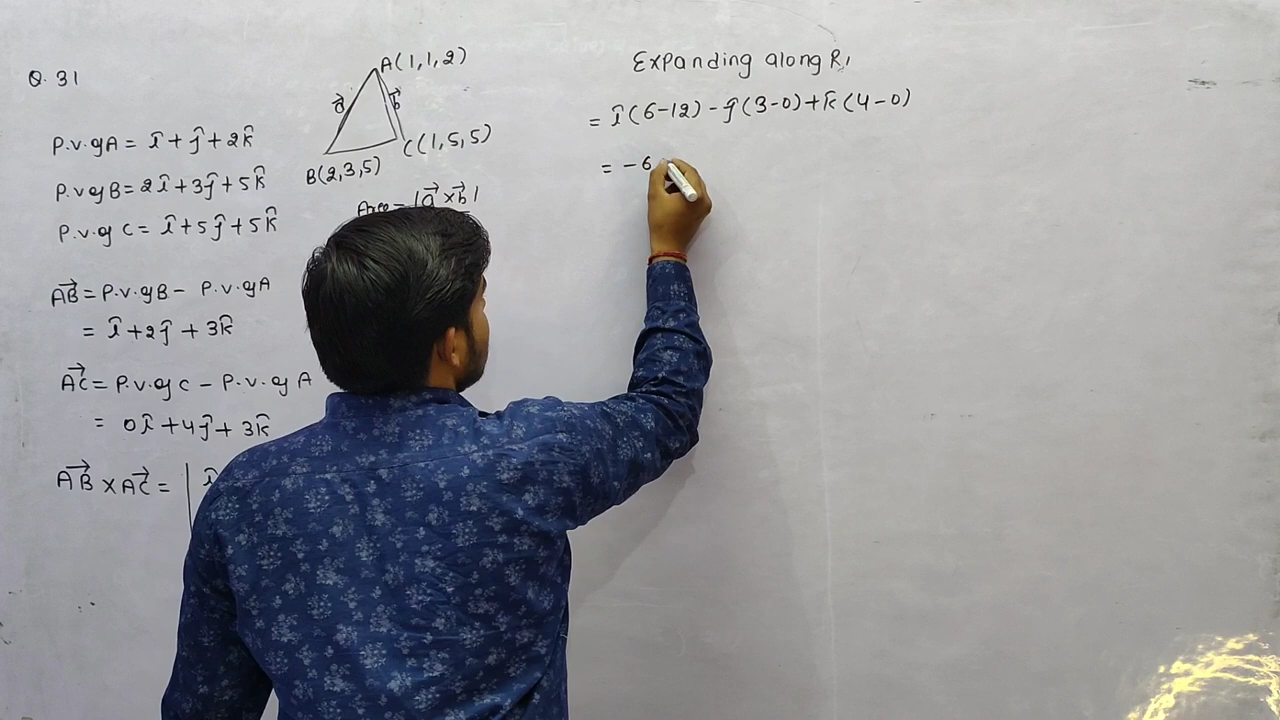 Q. 31
P.v. of A = î + ĵ + 2k̂
P.v of B = 2î + 3ĵ + 5k̂
P.v. of C = î + 5ĵ + 5k̂
AB⃗ = P.v. of B - P.v. of A
= î + 2ĵ + 3k̂
AC⃗ = P.v. of C - P.v. of A
= 0î + 4ĵ + 3k̂
AB⃗ × AC⃗ = | î
A(1,1,2)
a⃗ b⃗
B(2,3,5) C(1,5,5)
Area = |a⃗ × b⃗|
Expanding along R₁
= î(6-12) - ĵ(3-0) + k̂(4-0)
= -6